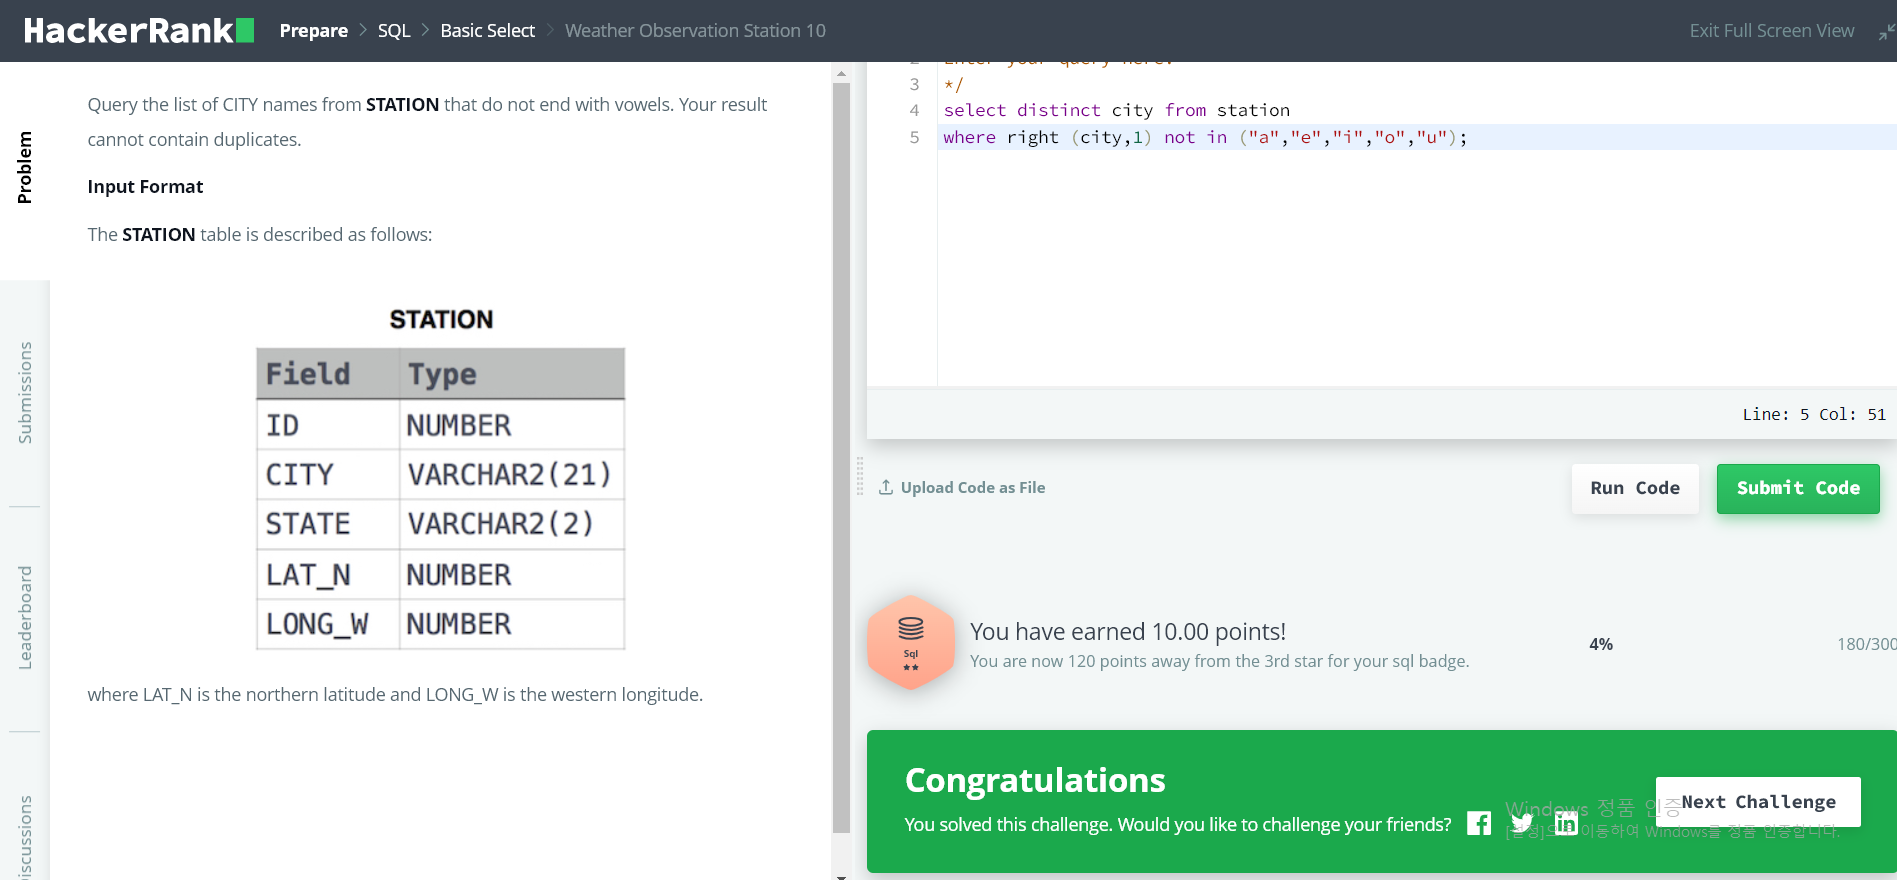 HackerRank
Prepare > SQL > Basic Select > Weather Observation Station 10
Exit Full Screen View
Problem
Submissions
Leaderboard
Discussions
Query the list of CITY names from STATION that do not end with vowels. Your result
cannot contain duplicates.
Input Format
The STATION table is described as follows:
STATION
Field Type
ID NUMBER
CITY VARCHAR2(21)
STATE VARCHAR2(2)
LAT_N NUMBER
LONG_W NUMBER
where LAT_N is the northern latitude and LONG_W is the western longitude.
2 Enter your query here.
3 */
4 select distinct city from station
5 where right (city,1) not in ("a","e","i","o","u");
Line: 5 Col: 51
Upload Code as File
Run Code
Submit Code
Sql
You have earned 10.00 points!
You are now 120 points away from the 3rd star for your sql badge.
4%
180/300
Congratulations
You solved this challenge. Would you like to challenge your friends?
Next Challenge
Windows 정품 인증
[설정]으로 이동하여 Windows를 정품 인증합니다.